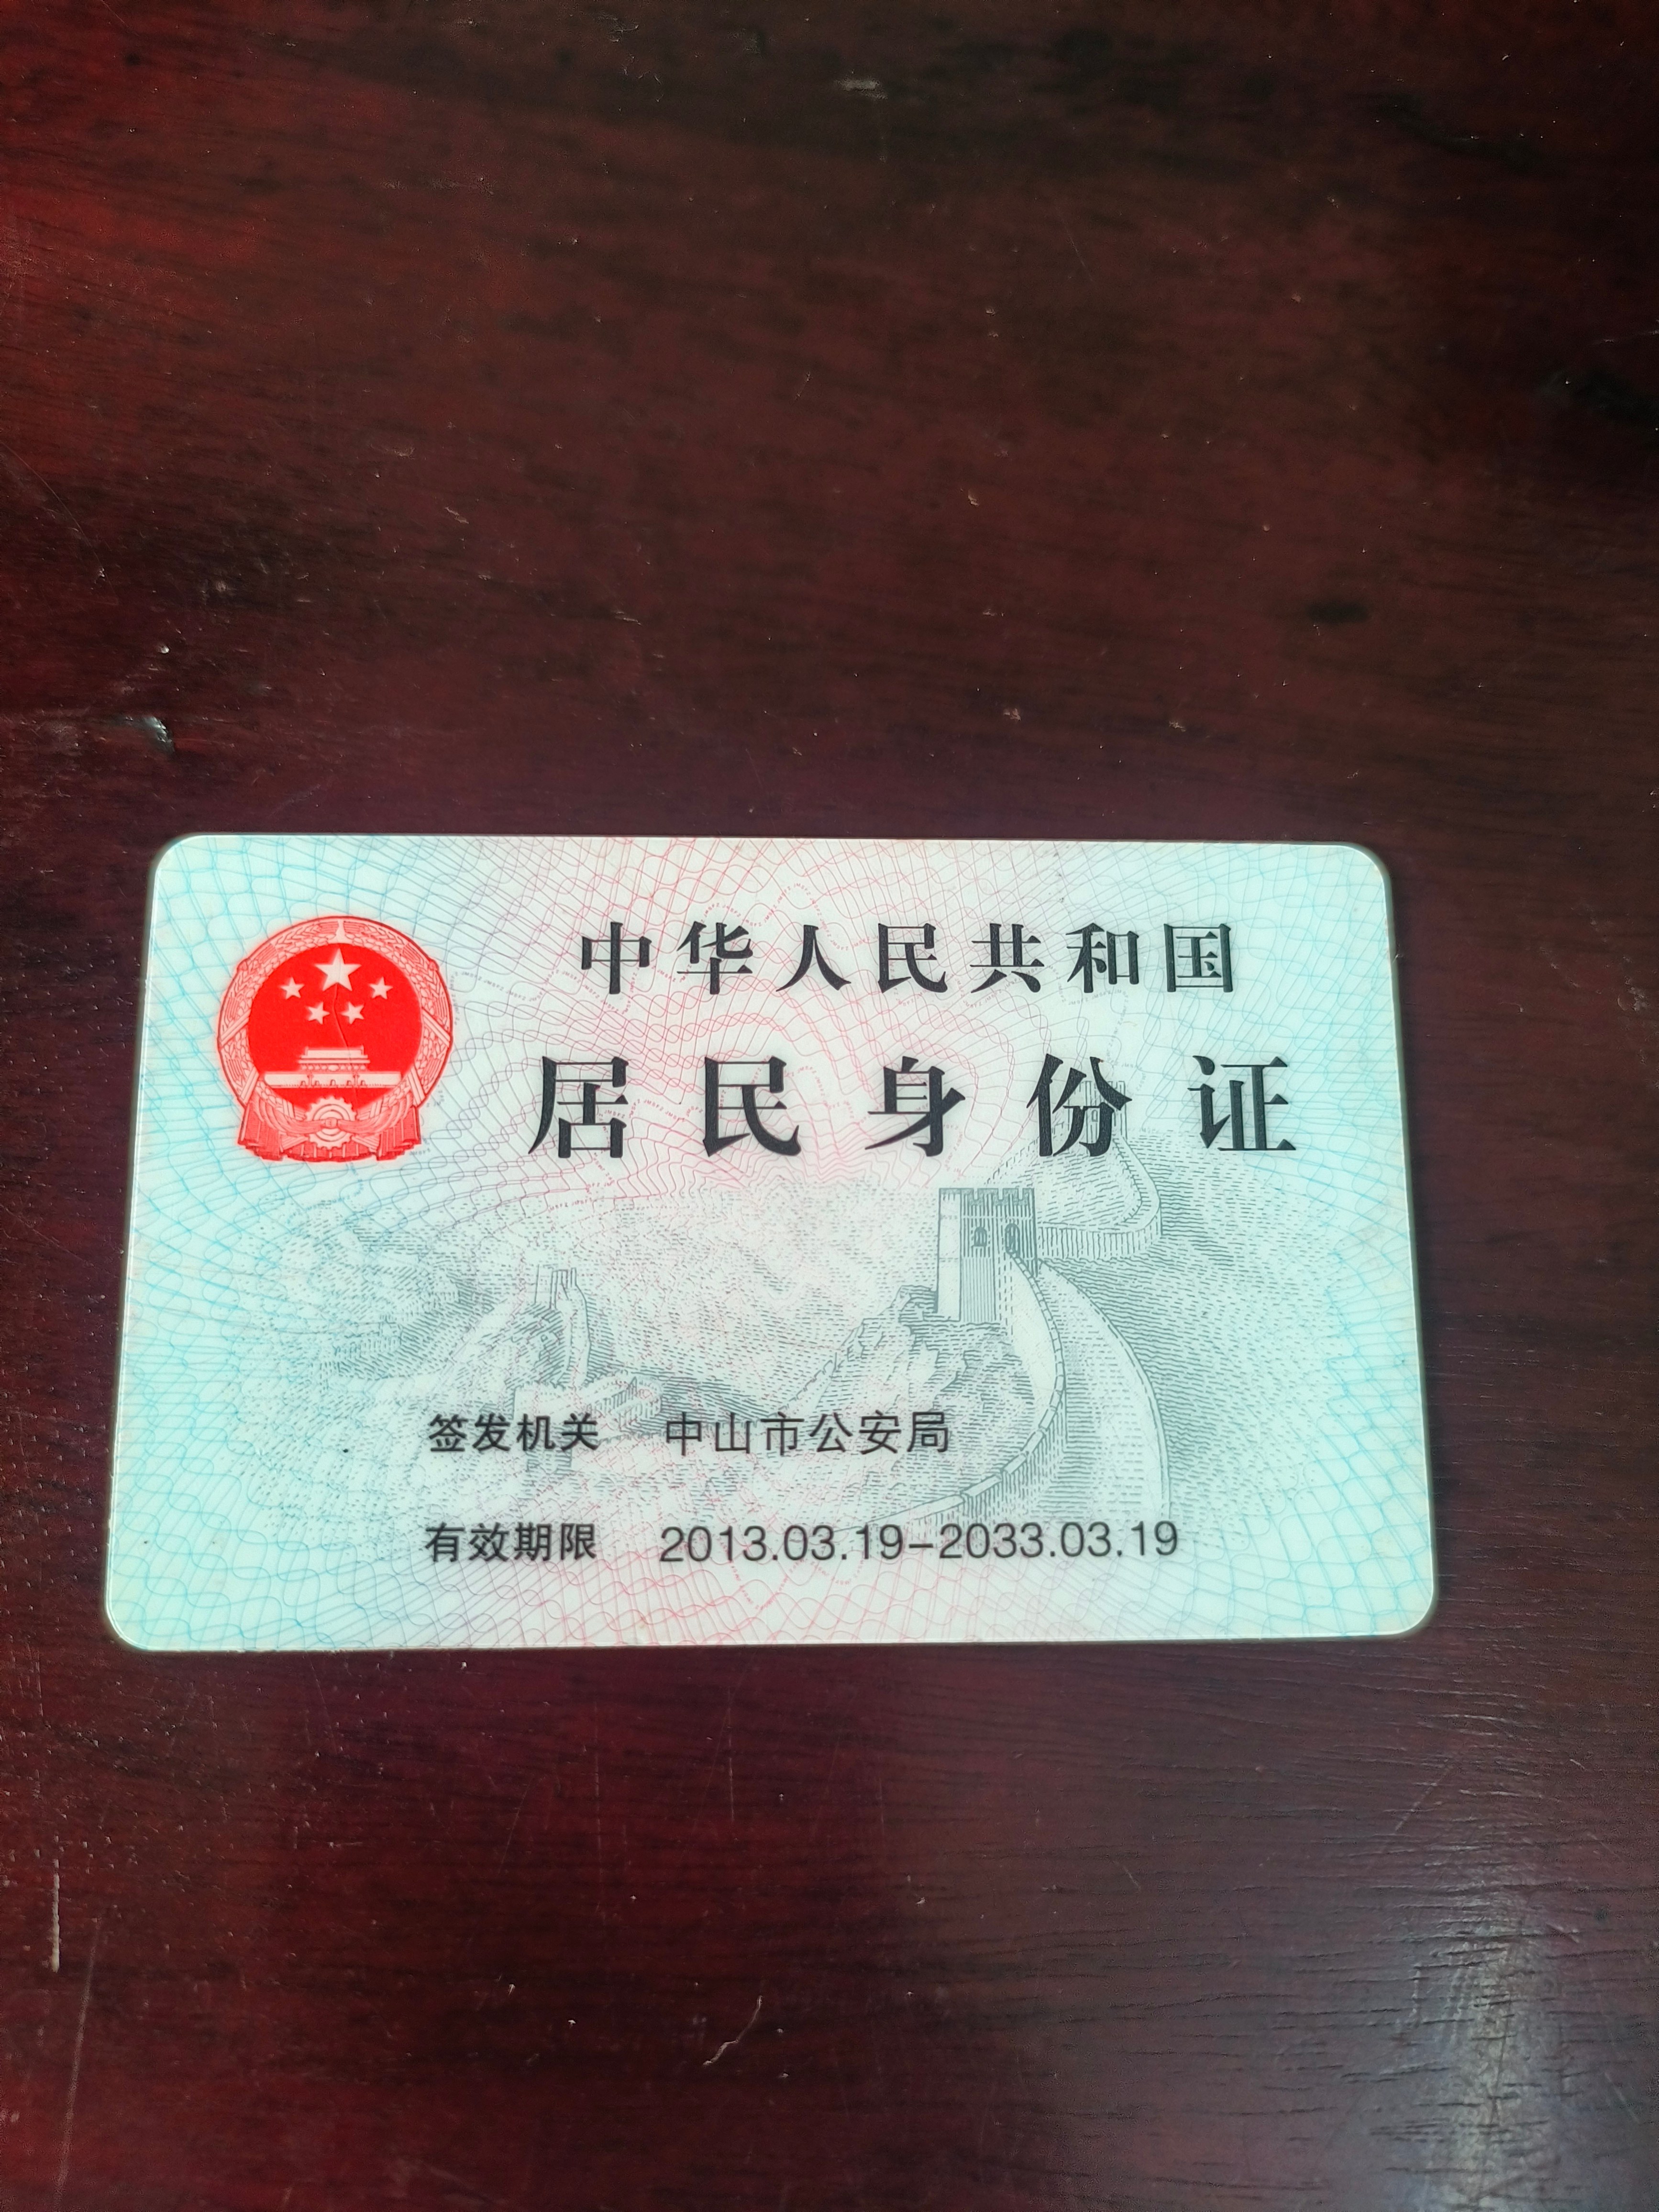 中华人民共和国
居民身份证
签发机关 中山市公安局
有效期限 2013.03.19-2033.03.19